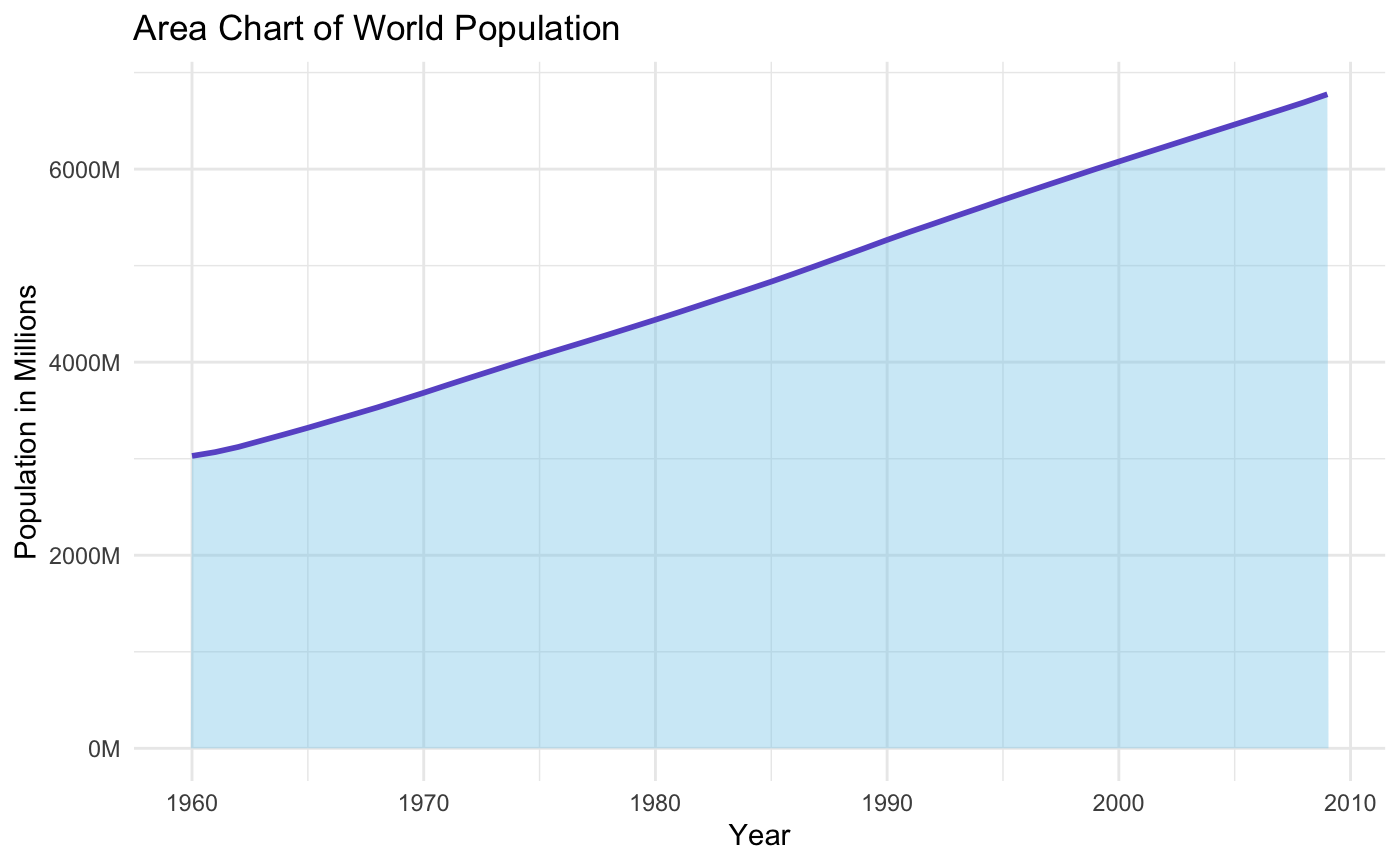 Area Chart of World Population
Population in Millions
6000M
4000M
2000M
0M
1960 1970 1980 1990 2000 2010
Year